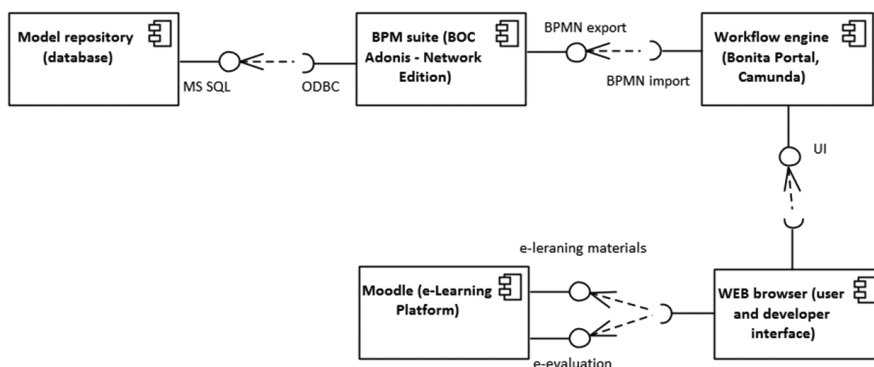 Model repository
(database)
MS SQL
ODBC
BPM suite (BOC
Adonis - Network
Edition)
BPMN export
BPMN import
Workflow engine
(Bonita Portal,
Camunda)
UI
e-leraning materials
Moodle (e-Learning
Platform)
e-evaluation
WEB browser (user
and developer
interface)